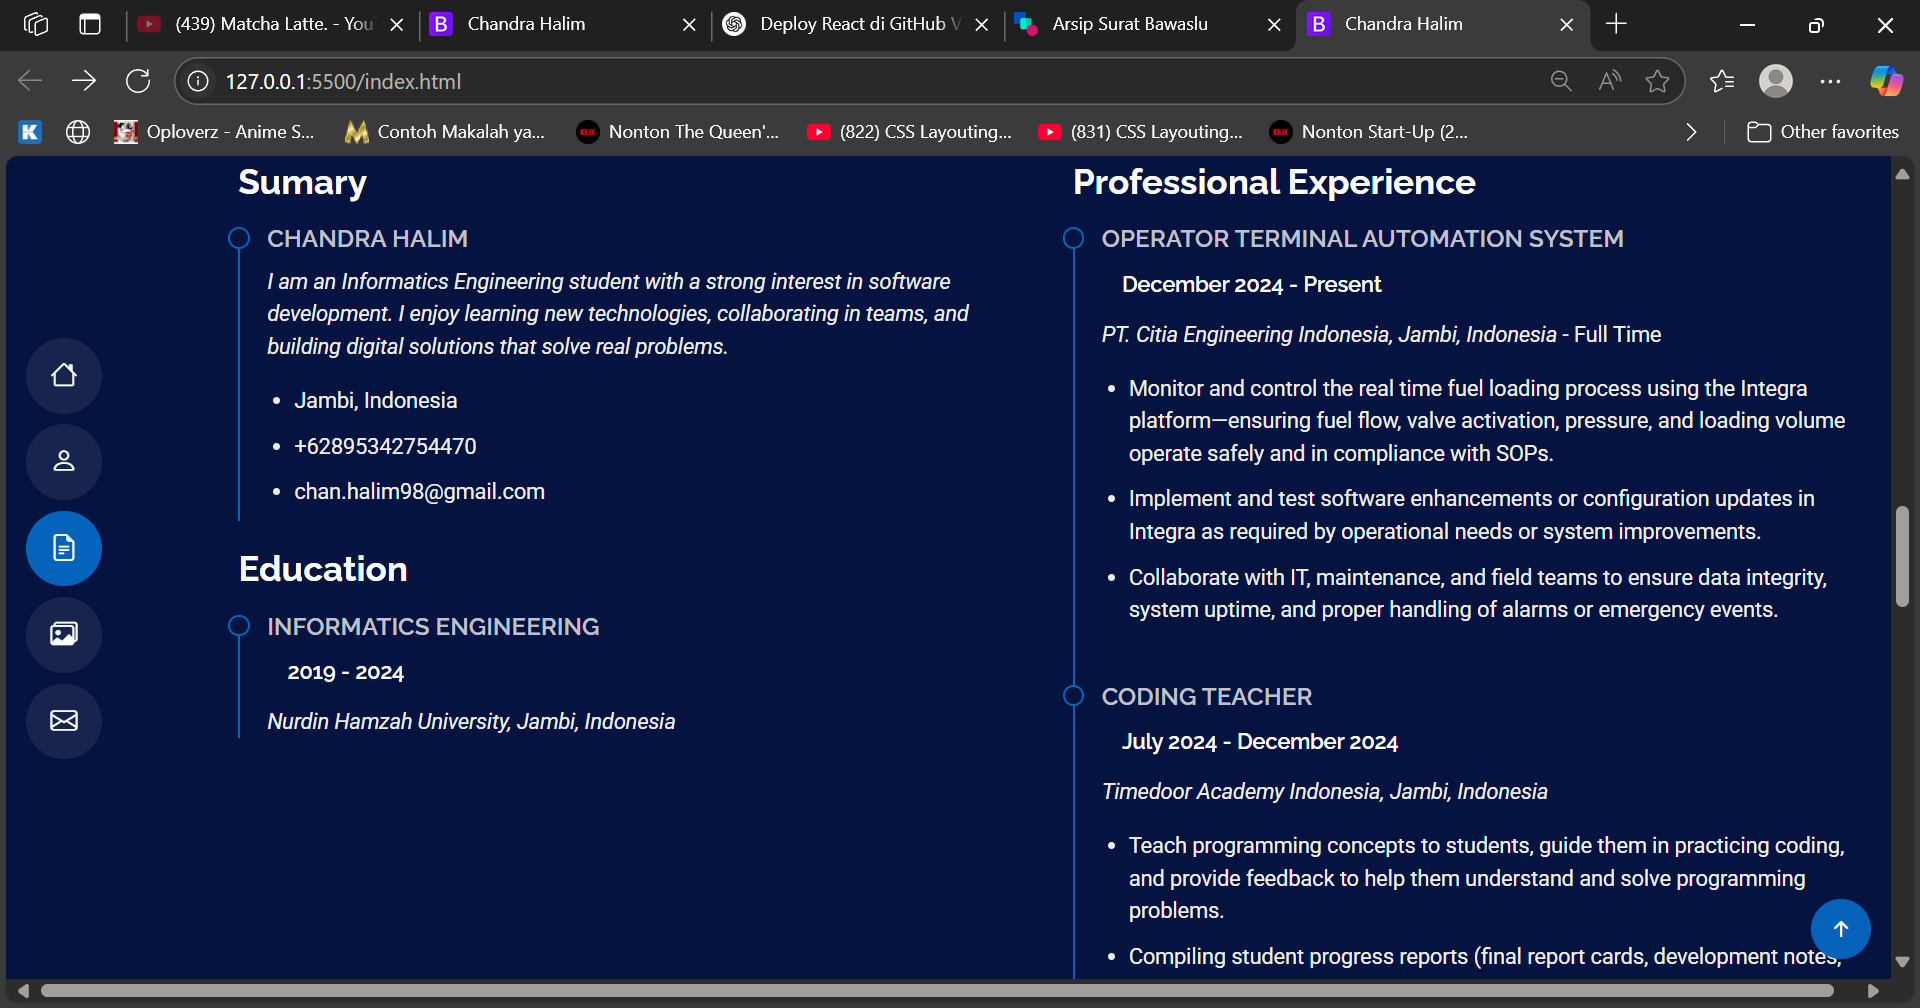 (439) Matcha Latte. - You
Chandra Halim
Deploy React di GitHub V
Arsip Surat Bawaslu
Chandra Halim
127.0.0.1:5500/index.html
Oploverz - Anime S...
Contoh Makalah ya...
Nonton The Queen'...
(822) CSS Layouting...
(831) CSS Layouting...
Nonton Start-Up (2...
Other favorites
Sumary
CHANDRA HALIM
I am an Informatics Engineering student with a strong interest in software
development. I enjoy learning new technologies, collaborating in teams, and
building digital solutions that solve real problems.
• Jambi, Indonesia
• +62895342754470
• chan.halim98@gmail.com
Education
INFORMATICS ENGINEERING
2019 - 2024
Nurdin Hamzah University, Jambi, Indonesia
Professional Experience
OPERATOR TERMINAL AUTOMATION SYSTEM
December 2024 - Present
PT. Citia Engineering Indonesia, Jambi, Indonesia - Full Time
• Monitor and control the real time fuel loading process using the Integra
platform—ensuring fuel flow, valve activation, pressure, and loading volume
operate safely and in compliance with SOPs.
• Implement and test software enhancements or configuration updates in
Integra as required by operational needs or system improvements.
• Collaborate with IT, maintenance, and field teams to ensure data integrity,
system uptime, and proper handling of alarms or emergency events.
CODING TEACHER
July 2024 - December 2024
Timedoor Academy Indonesia, Jambi, Indonesia
• Teach programming concepts to students, guide them in practicing coding,
and provide feedback to help them understand and solve programming
problems.
• Compiling student progress reports (final report cards, development notes,